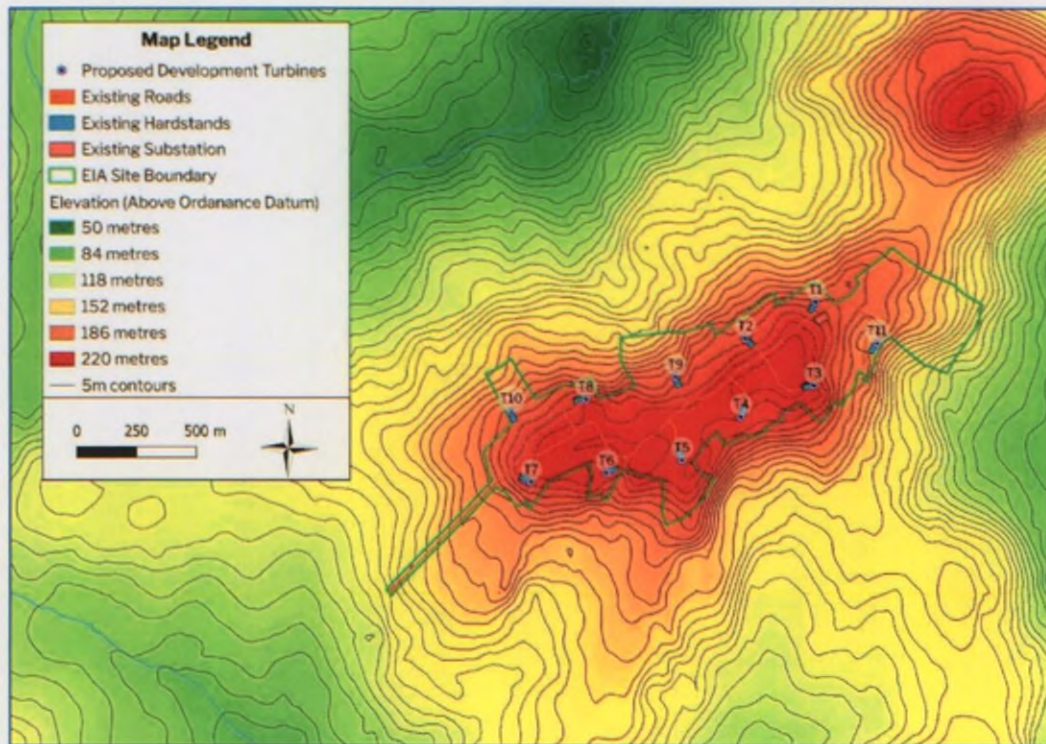 Map Legend
Proposed Development Turbines
Existing Roads
Existing Hardstands
Existing Substation
EIA Site Boundary
Elevation (Above Ordanance Datum)
50 metres
84 metres
118 metres
152 metres
186 metres
220 metres
5m contours
N
0 250 500 m
T1
T2
T11
T9
T3
T8
T10
T4
T5
T6
T7